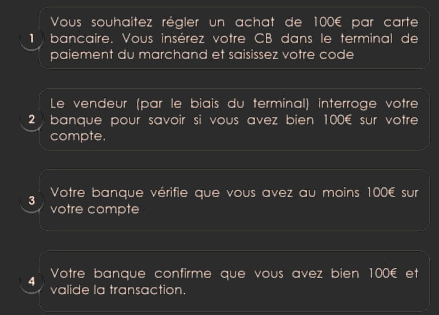 1
Vous souhaitez régler un achat de 100€ par carte
bancaire. Vous insérez votre CB dans le terminal de
paiement du marchand et saisissez votre code
2
Le vendeur (par le biais du terminal) interroge votre
banque pour savoir si vous avez bien 100€ sur votre
compte.
3
Votre banque vérifie que vous avez au moins 100€ sur
votre compte
4
Votre banque confirme que vous avez bien 100€ et
valide la transaction.